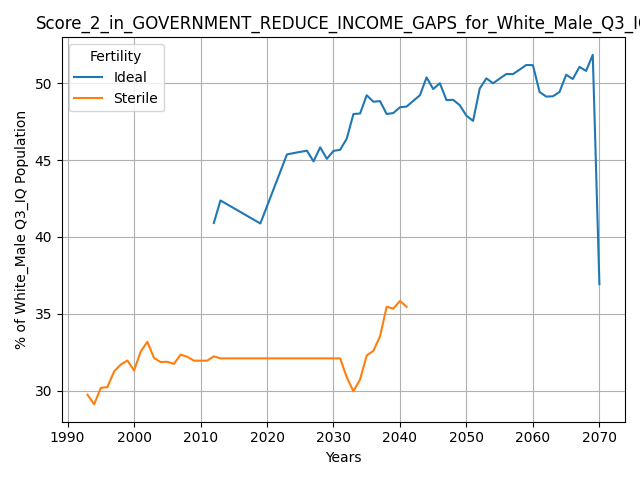 Score_2_in_GOVERNMENT_REDUCE_INCOME_GAPS_for_White_Male_Q3_IQ
Fertility
Ideal
Sterile
% of White_Male Q3_IQ Population
50
45
40
35
30
1990 2000 2010 2020 2030 2040 2050 2060 2070
Years